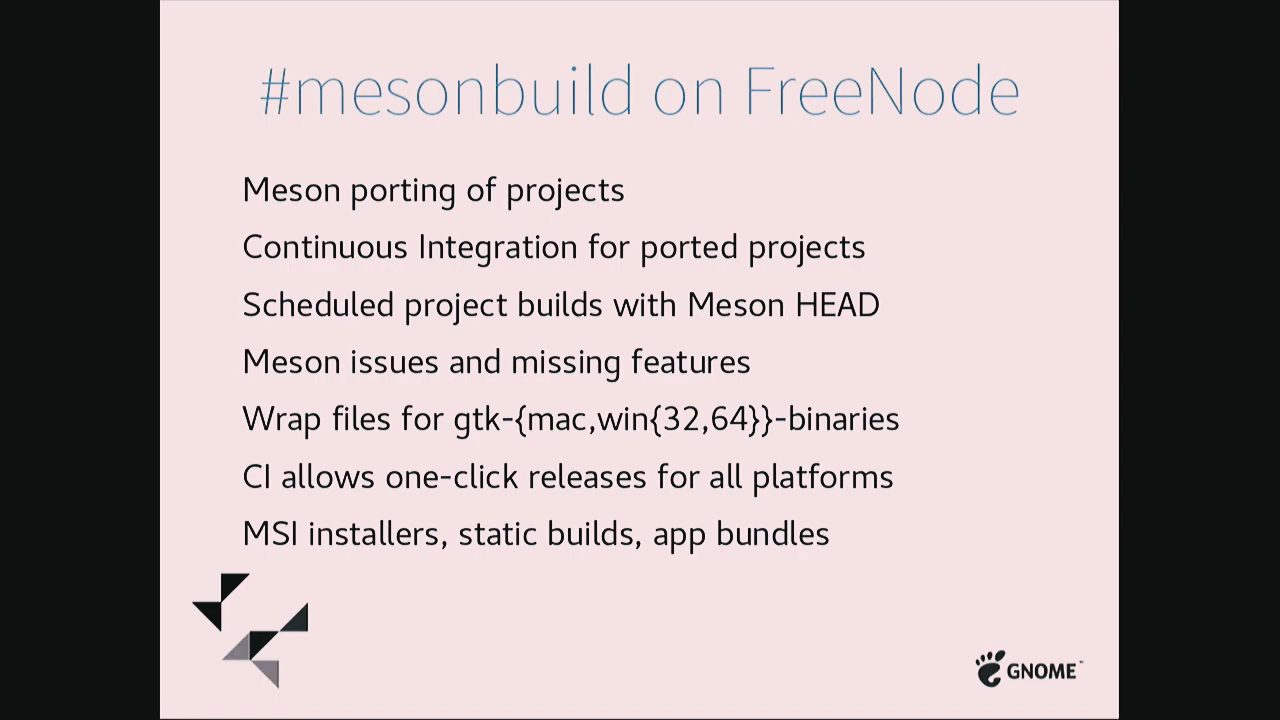 #mesonbuild on FreeNode
Meson porting of projects
Continuous Integration for ported projects
Scheduled project builds with Meson HEAD
Meson issues and missing features
Wrap files for gtk-{mac,win{32,64}}-binaries
CI allows one-click releases for all platforms
MSI installers, static builds, app bundles
GNOME™